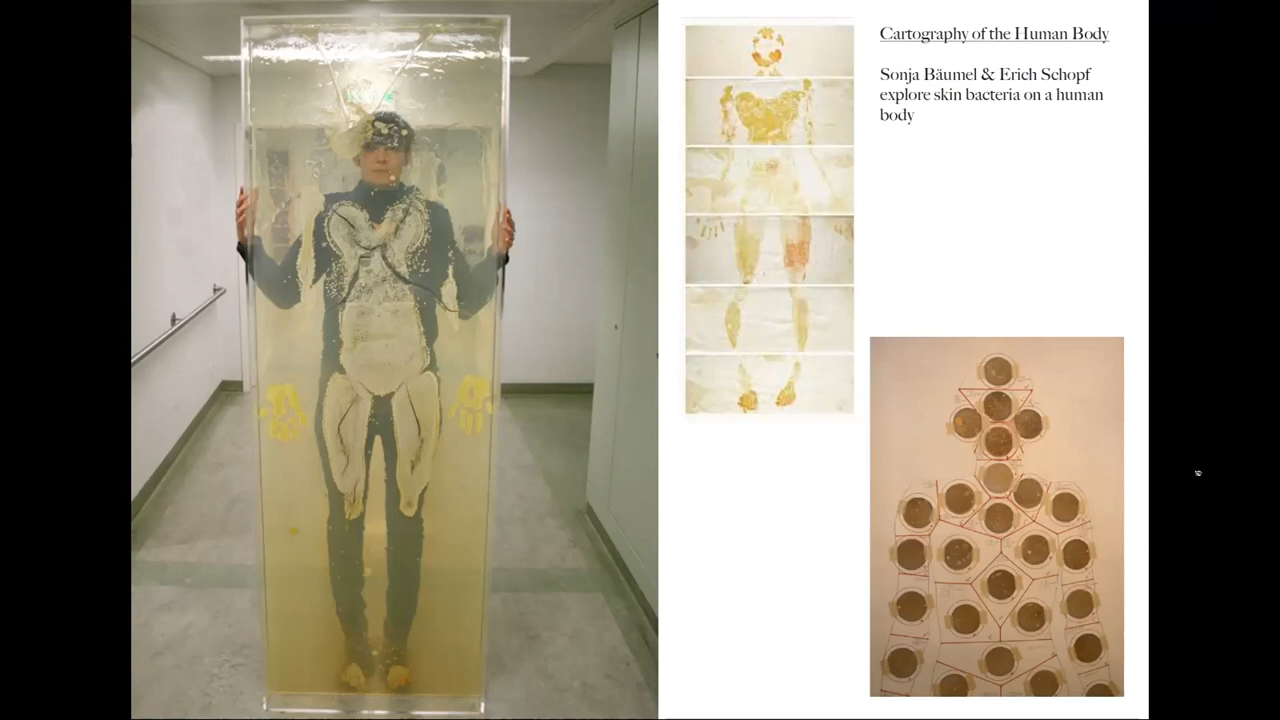 Cartography of the Human Body
Sonja Bäumel & Erich Schopf
explore skin bacteria on a human
body